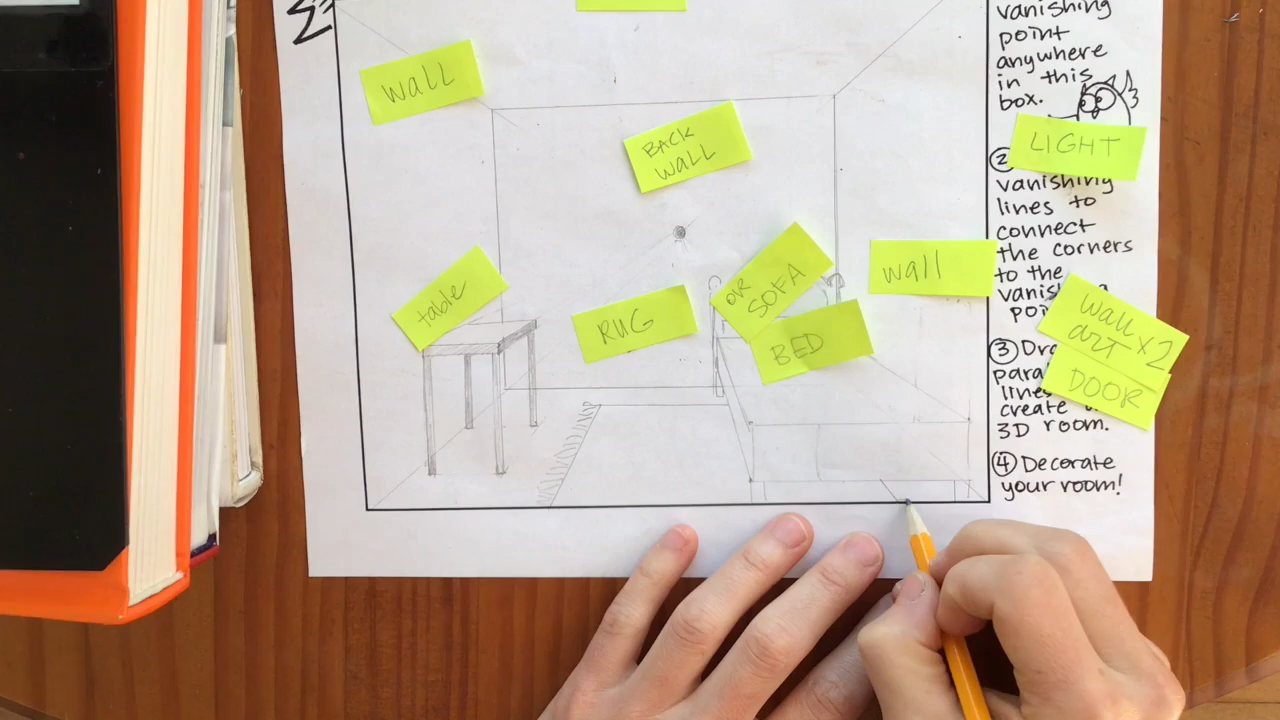 vanishing
point
anywhere
in this
box.
LIGHT
②
vanishing
lines to
connect
the corners
to the
③
create
3D room.
④ Decorate
your room!
wall
BACK
WALL
table
RUG
OR
SOFA
BED
wall
wall
art x2
DOOR